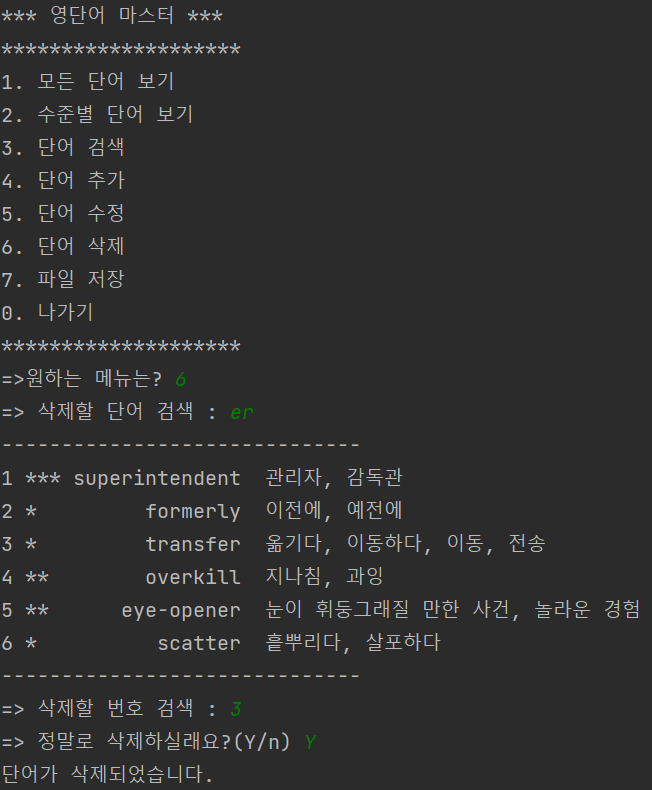 *** 영단어 마스터 ***
********************
1. 모든 단어 보기
2. 수준별 단어 보기
3. 단어 검색
4. 단어 추가
5. 단어 수정
6. 단어 삭제
7. 파일 저장
0. 나가기
********************
=>원하는 메뉴는? 6
=> 삭제할 단어 검색 : er
------------------------------
1 *** superintendent  관리자, 감독관
2 *         formerly  이전에, 예전에
3 *         transfer  옮기다, 이동하다, 이동, 전송
4 **        overkill  지나침, 과잉
5 **      eye-opener  눈이 휘둥그래질 만한 사건, 놀라운 경험
6 *          scatter  흩뿌리다, 살포하다
------------------------------
=> 삭제할 번호 검색 : 3
=> 정말로 삭제하실래요?(Y/n) Y
단어가 삭제되었습니다.